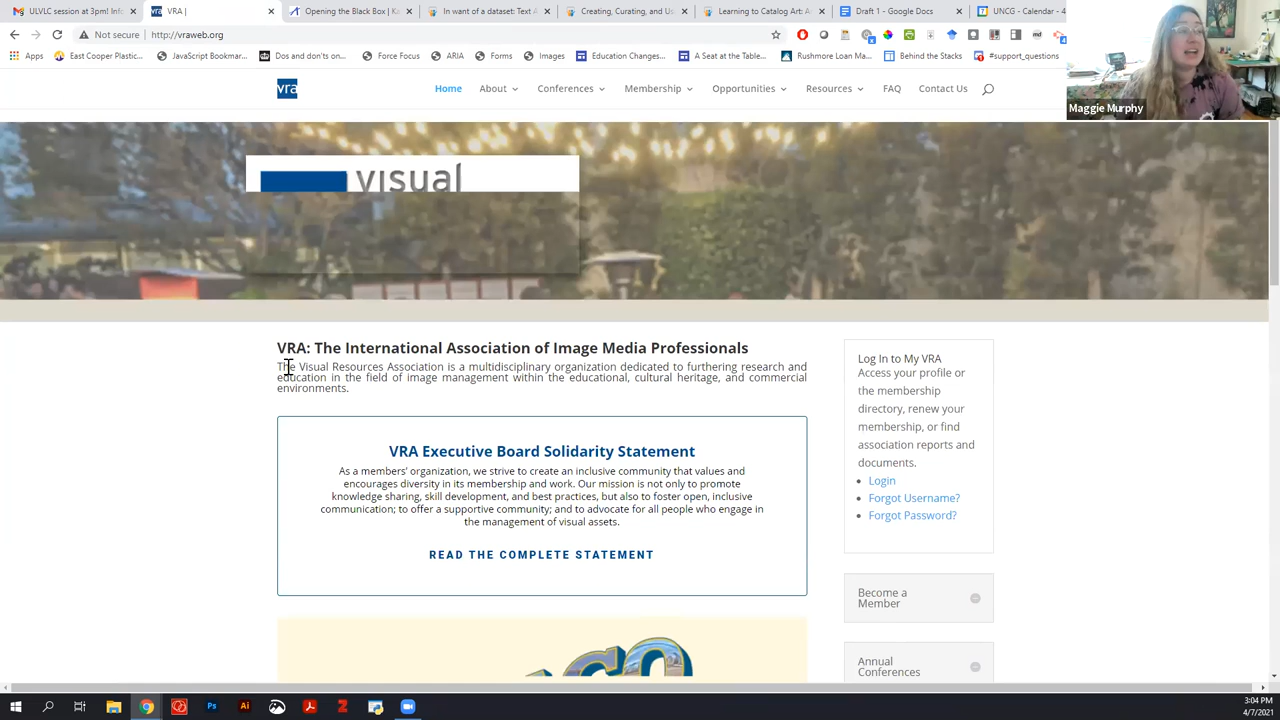 ULVLC session at 3pm! Info
VRA |
Opening the Black Box | Ka
In want of a dataset: Text A
Creating, Curating, and Us
Learning to Catalog Art: A
Draft 1 - Google Docs
UNCG - Calendar - 4
Not secure | http://vraweb.org
Apps
East Cooper Plastic...
JavaScript Bookmar...
Dos and don'ts on...
Force Focus
ARIA
Forms
Images
Education Changes...
A Seat at the Table...
Rushmore Loan Ma...
Behind the Stacks
#support_questions
Maggie Murphy
vra
Home
About
Conferences
Membership
Opportunities
Resources
FAQ
Contact Us
visual
VRA: The International Association of Image Media Professionals
The Visual Resources Association is a multidisciplinary organization dedicated to furthering research and
education in the field of image management within the educational, cultural heritage, and commercial
environments.
VRA Executive Board Solidarity Statement
As a members' organization, we strive to create an inclusive community that values and
encourages diversity in its membership and work. Our mission is not only to promote
knowledge sharing, skill development, and best practices, but also to foster open, inclusive
communication; to offer a supportive community; and to advocate for all people who engage in
the management of visual assets.
READ THE COMPLETE STATEMENT
Log In to My VRA
Access your profile or
the membership
directory, renew your
membership, or find
association reports and
documents.
Login
Forgot Username?
Forgot Password?
Become a
Member
Annual
Conferences
3:04 PM
4/7/2021